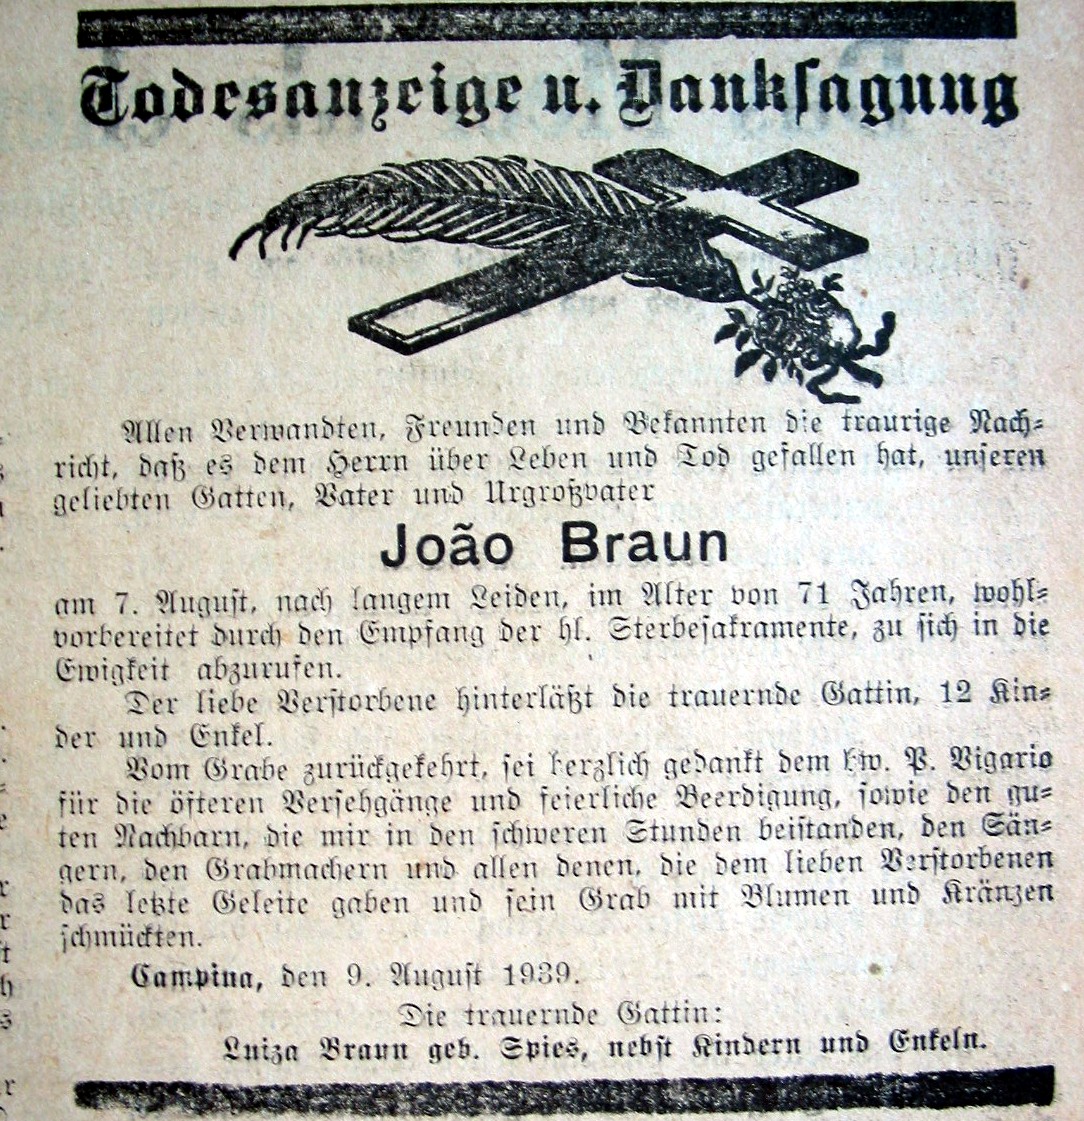 Todesanzeige u. Danksagung
Allen Verwandten, Freunden und Bekannten die traurige Nach-
richt, daß es dem Herrn über Leben und Tod gefallen hat, unseren
geliebten Gatten, Vater und Urgroßvater
João Braun
am 7. August, nach langem Leiden, im Alter von 71 Jahren, wohl-
vorbereitet durch den Empfang der hl. Sterbesakramente, zu sich in die
Ewigkeit abzurufen.
Der liebe Verstorbene hinterläßt die trauernde Gattin, 12 Kin-
der und Enkel.
Vom Grabe zurückgekehrt, sei herzlich gedankt dem hw. P. Vigario
für die öfteren Versehgänge und feierliche Beerdigung, sowie den gu-
ten Nachbarn, die mir in den schweren Stunden beistanden, den Sän-
gern, den Grabmachern und allen denen, die dem lieben Verstorbenen
das letzte Geleite gaben und sein Grab mit Blumen und Kränzen
schmückten.
Campina, den 9. August 1939.
Die trauernde Gattin:
Luiza Braun geb. Spies, nebst Kindern und Enkeln.